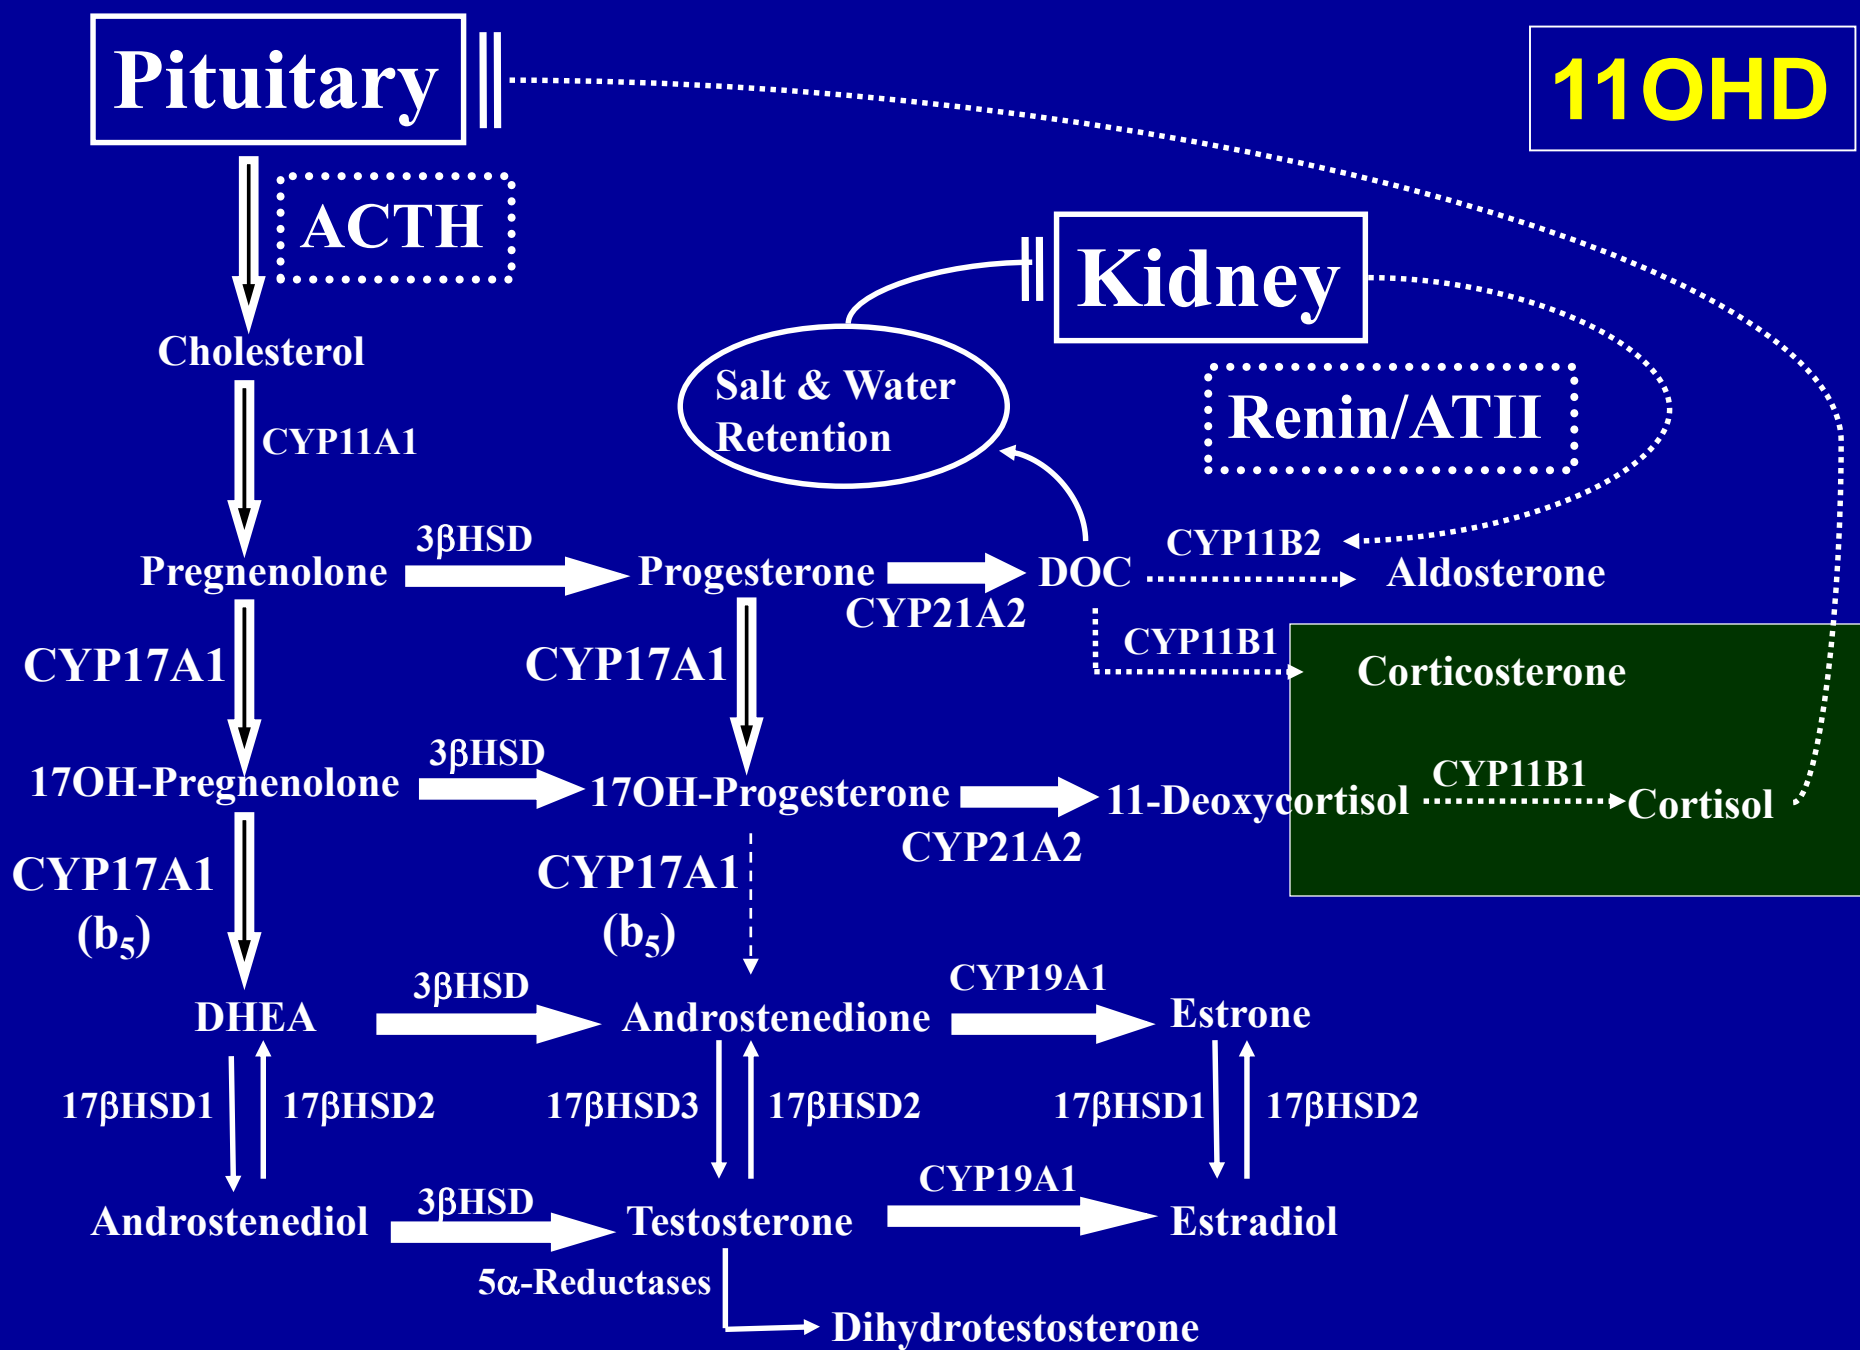 Pituitary
11OHD
ACTH
Kidney
Cholesterol
Salt & Water
Retention
Renin/ATII
CYP11A1
3βHSD
CYP11B2
Pregnenolone
Progesterone
DOC
Aldosterone
CYP21A2
CYP17A1
CYP17A1
CYP11B1
Corticosterone
3βHSD
CYP11B1
17OH-Pregnenolone
17OH-Progesterone
11-Deoxycortisol
Cortisol
CYP21A2
CYP17A1
(b5)
CYP17A1
(b5)
3βHSD
CYP19A1
DHEA
Androstenedione
Estrone
17βHSD1
17βHSD2
17βHSD3
17βHSD2
17βHSD1
17βHSD2
3βHSD
CYP19A1
Androstenediol
Testosterone
Estradiol
5α-Reductases
Dihydrotestosterone